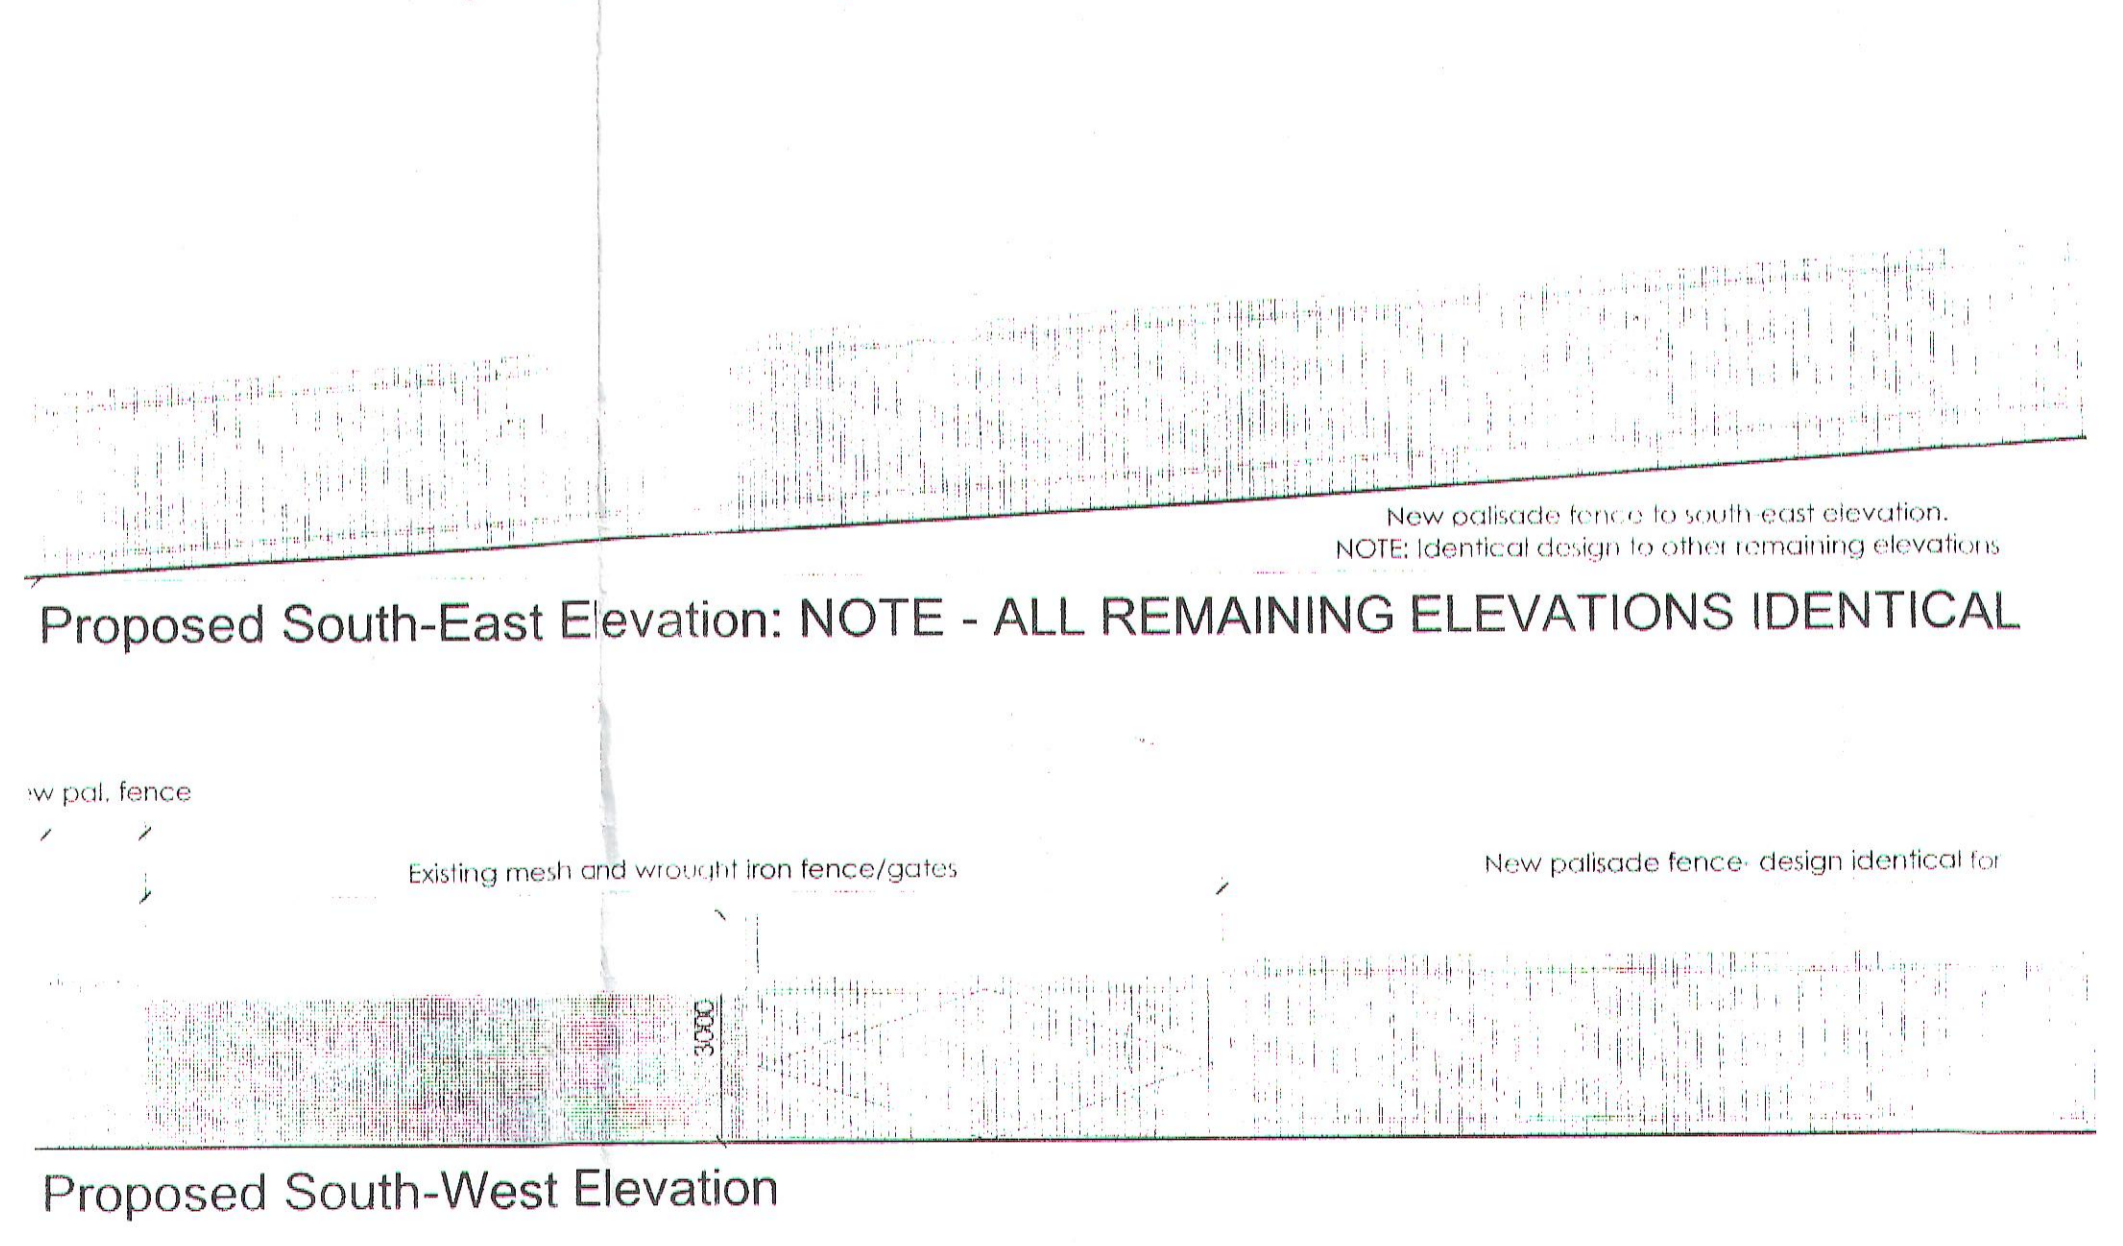 New palisade fence to south-east elevation.
NOTE: Identical design to other remaining elevations
Proposed South-East Elevation: NOTE - ALL REMAINING ELEVATIONS IDENTICAL
w pal. fence
Existing mesh and wrought iron fence/gates
New palisade fence- design identical for
3000
Proposed South-West Elevation